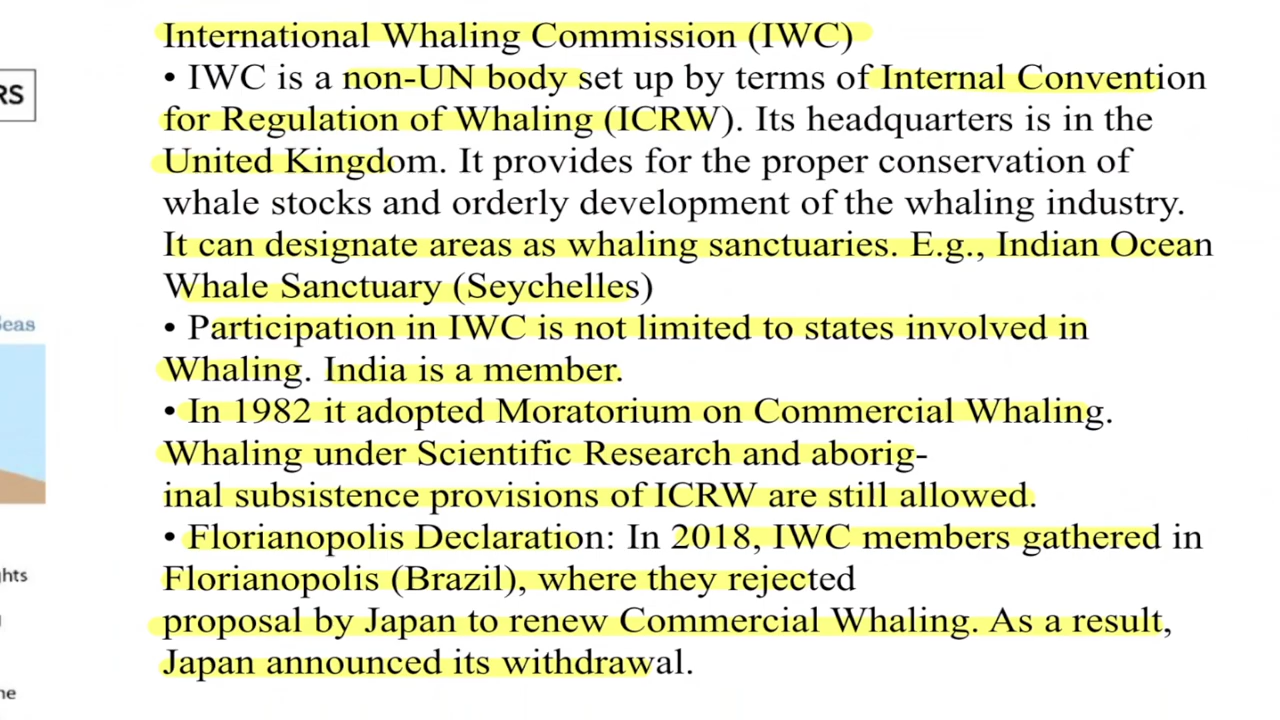 International Whaling Commission (IWC)
• IWC is a non-UN body set up by terms of Internal Convention
for Regulation of Whaling (ICRW). Its headquarters is in the
United Kingdom. It provides for the proper conservation of
whale stocks and orderly development of the whaling industry.
It can designate areas as whaling sanctuaries. E.g., Indian Ocean
Whale Sanctuary (Seychelles)
• Participation in IWC is not limited to states involved in
Whaling. India is a member.
• In 1982 it adopted Moratorium on Commercial Whaling.
Whaling under Scientific Research and aborig-
inal subsistence provisions of ICRW are still allowed.
• Florianopolis Declaration: In 2018, IWC members gathered in
Florianopolis (Brazil), where they rejected
proposal by Japan to renew Commercial Whaling. As a result,
Japan announced its withdrawal.
RS